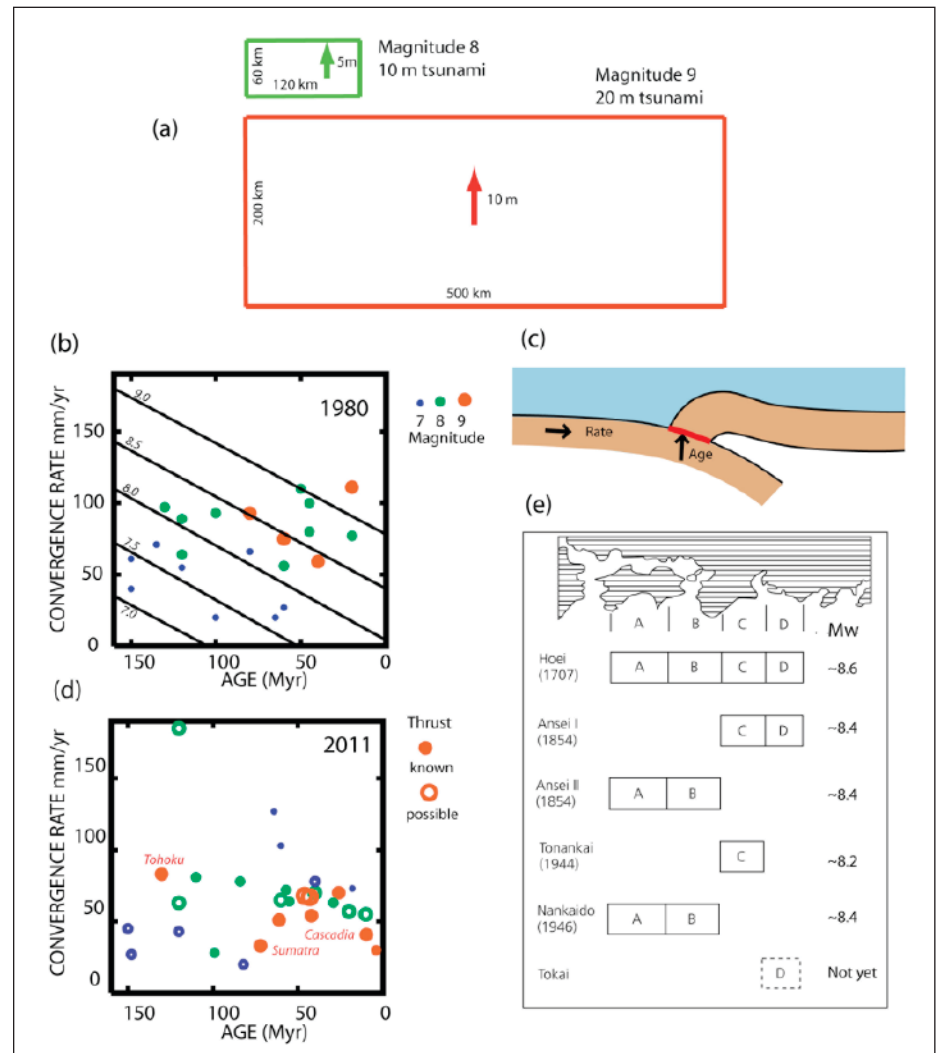 (a)
60 km
120 km
5m
Magnitude 8
10 m tsunami
Magnitude 9
20 m tsunami
200 km
10 m
500 km
(b)
CONVERGENCE RATE mm/yr
150
100
50
0
9.0
8.5
8.0
7.5
7.0
1980
150
100
50
0
AGE (Myr)
7 8 9
Magnitude
(c)
Rate
Age
(d)
CONVERGENCE RATE mm/yr
150
100
50
0
2011
Tohoku
Sumatra
Cascadia
150
100
50
0
AGE (Myr)
Thrust
known
possible
(e)
A B C D
Mw
Hoei
(1707)
A B C D
~8.6
Ansei I
(1854)
C D
~8.4
Ansei II
(1854)
A B
~8.4
Tonankai
(1944)
C
~8.2
Nankaido
(1946)
A B
~8.4
Tokai
D
Not yet